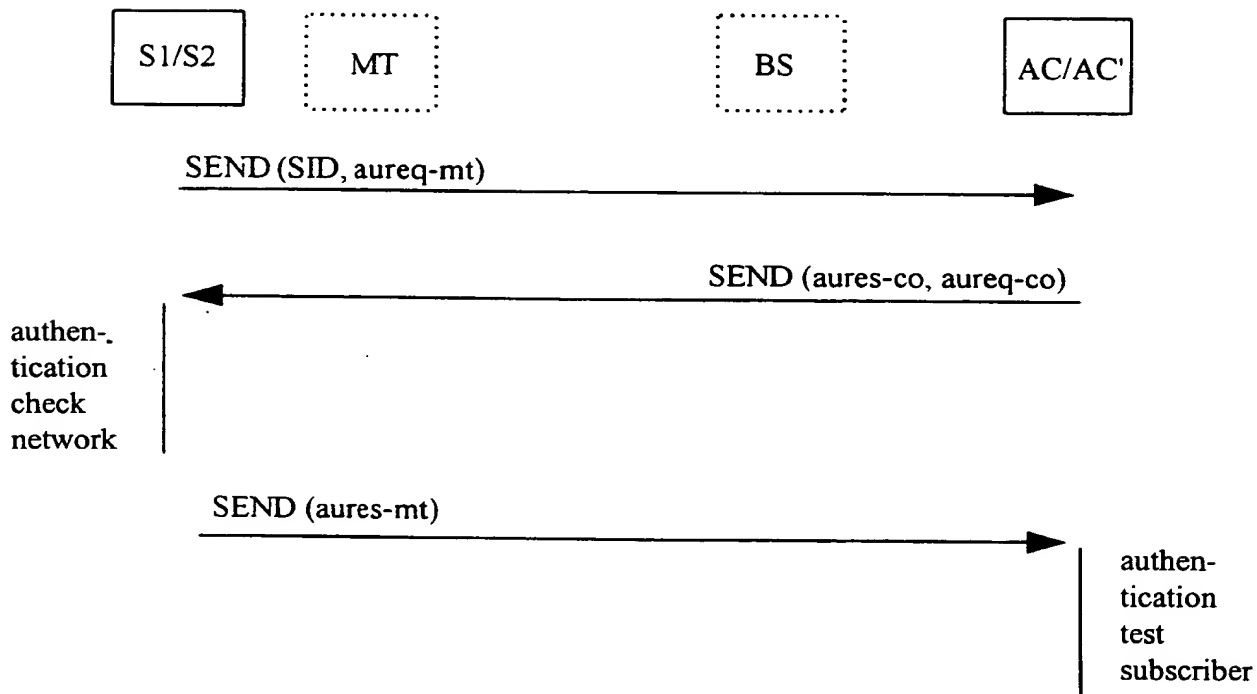 S1/S2
MT
BS
AC/AC'
SEND (SID, aureq-mt)
SEND (aures-co, aureq-co)
authen-
tication
check
network
SEND (aures-mt)
authen-
tication
test
subscriber